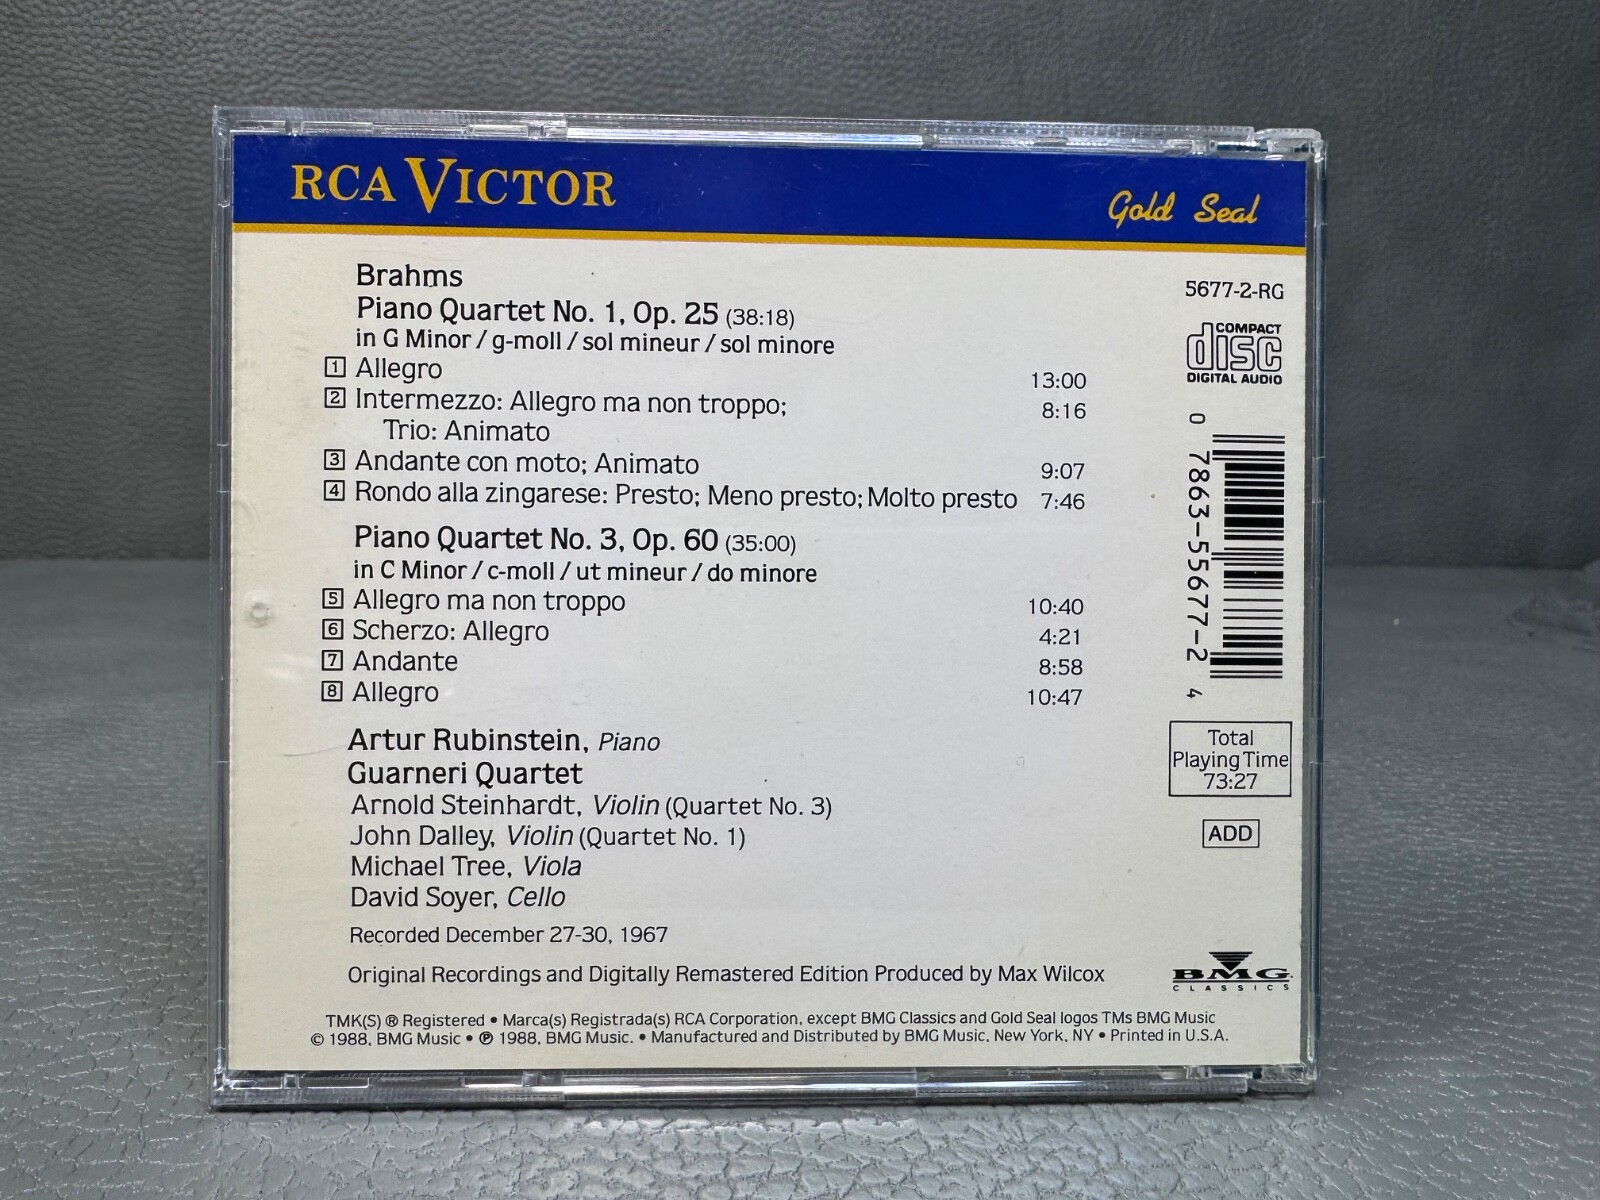 RCA VICTOR
Gold Seal
Brahms
Piano Quartet No. 1, Op. 25 (38:18)
in G Minor / g-moll / sol mineur / sol minore
1 Allegro 13:00
2 Intermezzo: Allegro ma non troppo; 8:16
Trio: Animato
3 Andante con moto; Animato 9:07
4 Rondo alla zingarese: Presto; Meno presto; Molto presto 7:46
Piano Quartet No. 3, Op. 60 (35:00)
in C Minor / c-moll / ut mineur / do minore
5 Allegro ma non troppo 10:40
6 Scherzo: Allegro 4:21
7 Andante 8:58
8 Allegro 10:47
Artur Rubinstein, Piano
Guarneri Quartet
Arnold Steinhardt, Violin (Quartet No. 3)
John Dalley, Violin (Quartet No. 1)
Michael Tree, Viola
David Soyer, Cello
Recorded December 27-30, 1967
Original Recordings and Digitally Remastered Edition Produced by Max Wilcox
TMK(S) ® Registered • Marca(s) Registrada(s) RCA Corporation, except BMG Classics and Gold Seal logos TMs BMG Music
© 1988, BMG Music • ℗ 1988, BMG Music. • Manufactured and Distributed by BMG Music, New York, NY • Printed in U.S.A.
5677-2-RG
COMPACT
disc
DIGITAL AUDIO
0 7863-55677-2 4
Total
Playing Time
73:27
ADD
BMG
CLASSICS